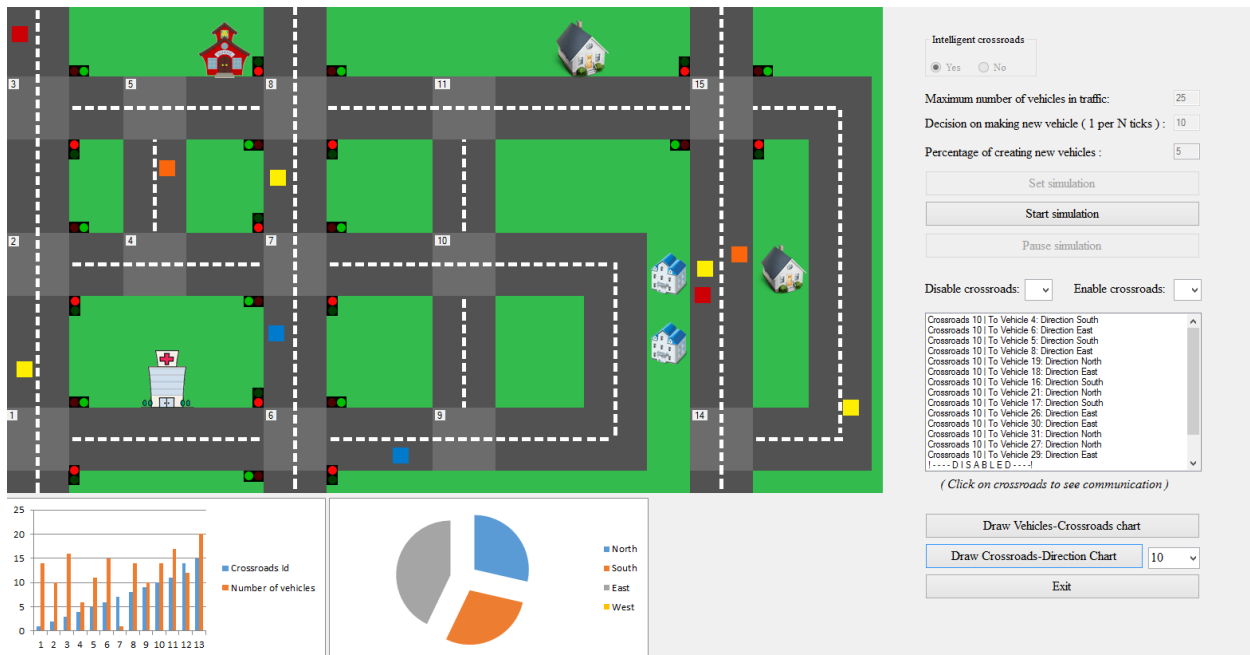 Intelligent crossroads
Yes No
Maximum number of vehicles in traffic: 25
Decision on making new vehicle ( 1 per N ticks ) : 10
Percentage of creating new vehicles : 5
Set simulation
Start simulation
Pause simulation
Disable crossroads: Enable crossroads:
Crossroads 10 | To Vehicle 4: Direction South
Crossroads 10 | To Vehicle 6: Direction East
Crossroads 10 | To Vehicle 5: Direction South
Crossroads 10 | To Vehicle 8: Direction East
Crossroads 10 | To Vehicle 19: Direction North
Crossroads 10 | To Vehicle 18: Direction East
Crossroads 10 | To Vehicle 16: Direction South
Crossroads 10 | To Vehicle 21: Direction North
Crossroads 10 | To Vehicle 17: Direction South
Crossroads 10 | To Vehicle 26: Direction East
Crossroads 10 | To Vehicle 30: Direction East
Crossroads 10 | To Vehicle 31: Direction North
Crossroads 10 | To Vehicle 27: Direction North
Crossroads 10 | To Vehicle 29: Direction East
!----D I S A B L E D----!
( Click on crossroads to see communication )
Draw Vehicles-Crossroads chart
Draw Crossroads-Direction Chart 10
Exit
3 5 8 11 15
2 4 7 10
1 6 9 14
25
20
15
10
5
0
1 2 3 4 5 6 7 8 9 10 11 12 13
Crossroads Id
Number of vehicles
North
South
East
West